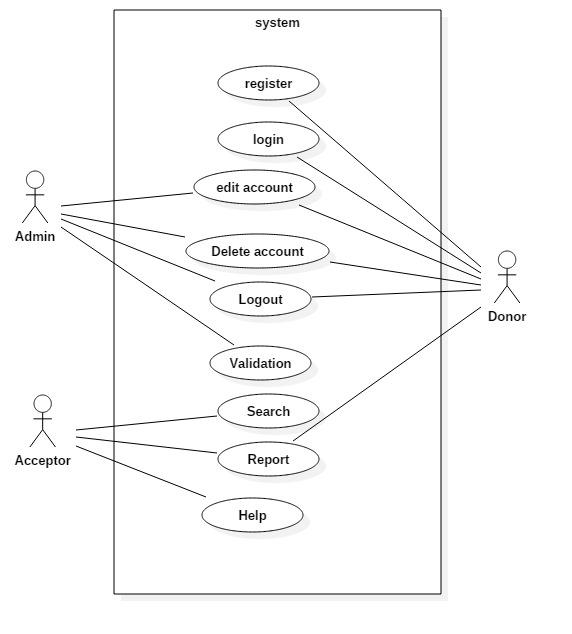 system
register
login
edit account
Admin
Delete account
Logout
Donor
Validation
Search
Acceptor
Report
Help